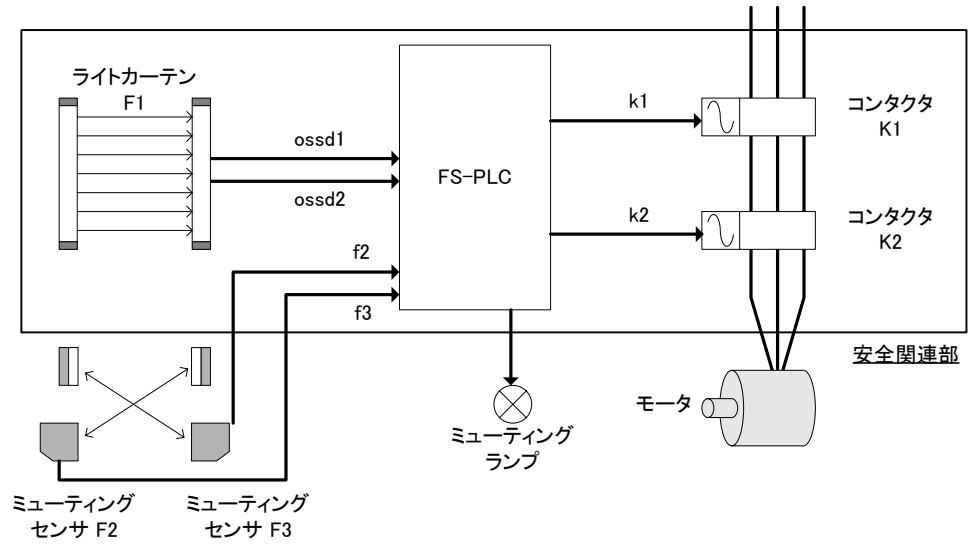 ライトカーテン
F1
ossd1
ossd2
f2
f3
FS-PLC
k1
k2
コンタクタ
K1
コンタクタ
K2
安全関連部
モータ
ミューティング
ランプ
ミューティング
センサ F2
ミューティング
センサ F3